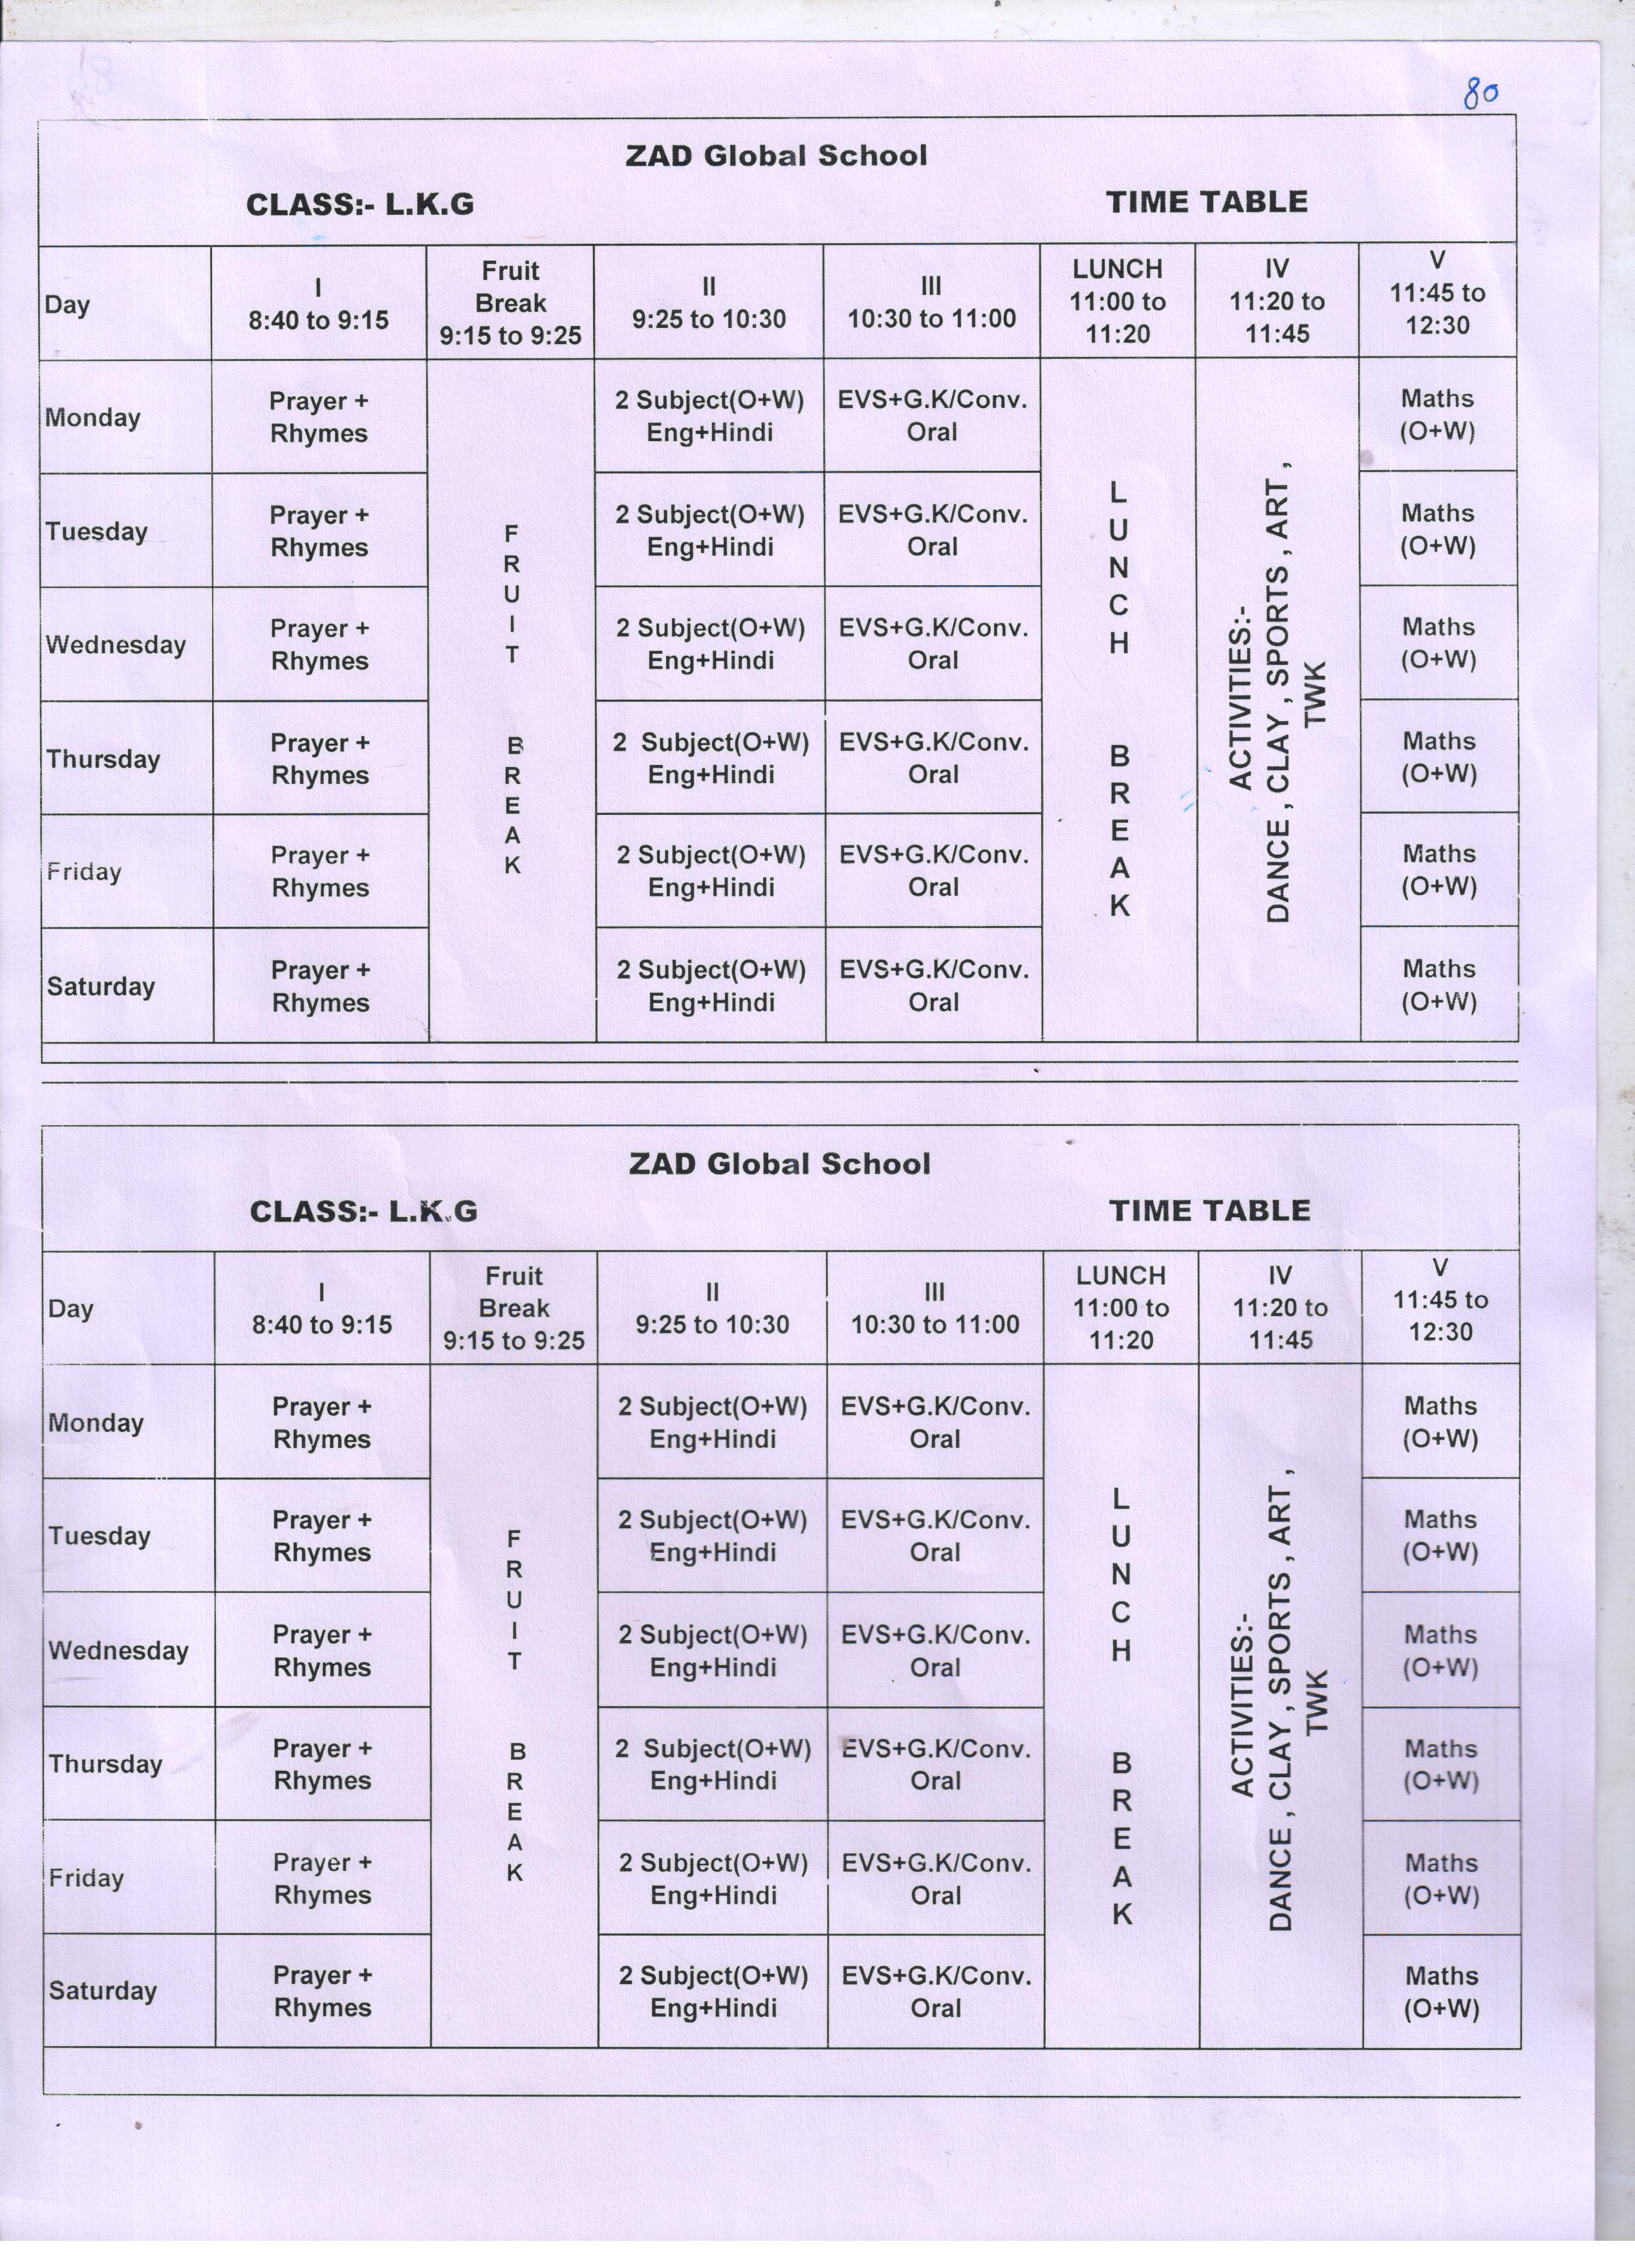 80
ZAD Global School
CLASS:- L.K.G TIME TABLE
Day
I
8:40 to 9:15
Fruit
Break
9:15 to 9:25
II
9:25 to 10:30
III
10:30 to 11:00
LUNCH
11:00 to
11:20
IV
11:20 to
11:45
V
11:45 to
12:30
FRUIT BREAK
LUNCH BREAK
ACTIVITIES:-
DANCE , CLAY , SPORTS , ART ,
TWK
Monday
Prayer +
Rhymes
2 Subject(O+W)
Eng+Hindi
EVS+G.K/Conv.
Oral
Maths
(O+W)
Tuesday
Prayer +
Rhymes
2 Subject(O+W)
Eng+Hindi
EVS+G.K/Conv.
Oral
Maths
(O+W)
Wednesday
Prayer +
Rhymes
2 Subject(O+W)
Eng+Hindi
EVS+G.K/Conv.
Oral
Maths
(O+W)
Thursday
Prayer +
Rhymes
2 Subject(O+W)
Eng+Hindi
EVS+G.K/Conv.
Oral
Maths
(O+W)
Friday
Prayer +
Rhymes
2 Subject(O+W)
Eng+Hindi
EVS+G.K/Conv.
Oral
Maths
(O+W)
Saturday
Prayer +
Rhymes
2 Subject(O+W)
Eng+Hindi
EVS+G.K/Conv.
Oral
Maths
(O+W)
ZAD Global School
CLASS:- L.K.G TIME TABLE
Day
I
8:40 to 9:15
Fruit
Break
9:15 to 9:25
II
9:25 to 10:30
III
10:30 to 11:00
LUNCH
11:00 to
11:20
IV
11:20 to
11:45
V
11:45 to
12:30
FRUIT BREAK
LUNCH BREAK
ACTIVITIES:-
DANCE , CLAY , SPORTS , ART ,
TWK
Monday
Prayer +
Rhymes
2 Subject(O+W)
Eng+Hindi
EVS+G.K/Conv.
Oral
Maths
(O+W)
Tuesday
Prayer +
Rhymes
2 Subject(O+W)
Eng+Hindi
EVS+G.K/Conv.
Oral
Maths
(O+W)
Wednesday
Prayer +
Rhymes
2 Subject(O+W)
Eng+Hindi
EVS+G.K/Conv.
Oral
Maths
(O+W)
Thursday
Prayer +
Rhymes
2 Subject(O+W)
Eng+Hindi
EVS+G.K/Conv.
Oral
Maths
(O+W)
Friday
Prayer +
Rhymes
2 Subject(O+W)
Eng+Hindi
EVS+G.K/Conv.
Oral
Maths
(O+W)
Saturday
Prayer +
Rhymes
2 Subject(O+W)
Eng+Hindi
EVS+G.K/Conv.
Oral
Maths
(O+W)